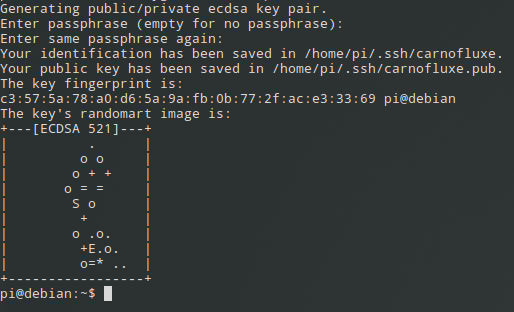 Generating public/private ecdsa key pair.
Enter passphrase (empty for no passphrase):
Enter same passphrase again:
Your identification has been saved in /home/pi/.ssh/carnofluxe.
Your public key has been saved in /home/pi/.ssh/carnofluxe.pub.
The key fingerprint is:
c3:57:5a:78:a0:d6:5a:9a:fb:0b:77:2f:ac:e3:33:69 pi@debian
The key's randomart image is:
+---[ECDSA 521]---+
|          .      |
|         o o     |
|        o + +    |
|       o = =     |
|        S o      |
|         +       |
|        o .o.    |
|         +E.o.   |
|         o=* ..  |
+-----------------+
pi@debian:~$